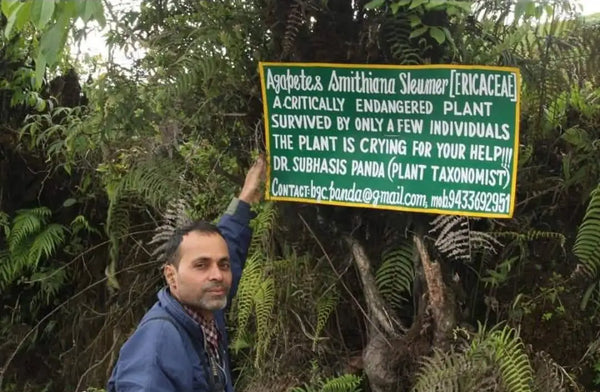 Agapetes Smithiana Sleumer [ERICACEAE]
A CRITICALLY ENDANGERED PLANT
SURVIVED BY ONLY A FEW INDIVIDUALS
THE PLANT IS CRYING FOR YOUR HELP!!!
DR. SUBHASIS PANDA (PLANT TAXONOMIST)
Contact: bgc.panda@gmail.com, mob.9433692951